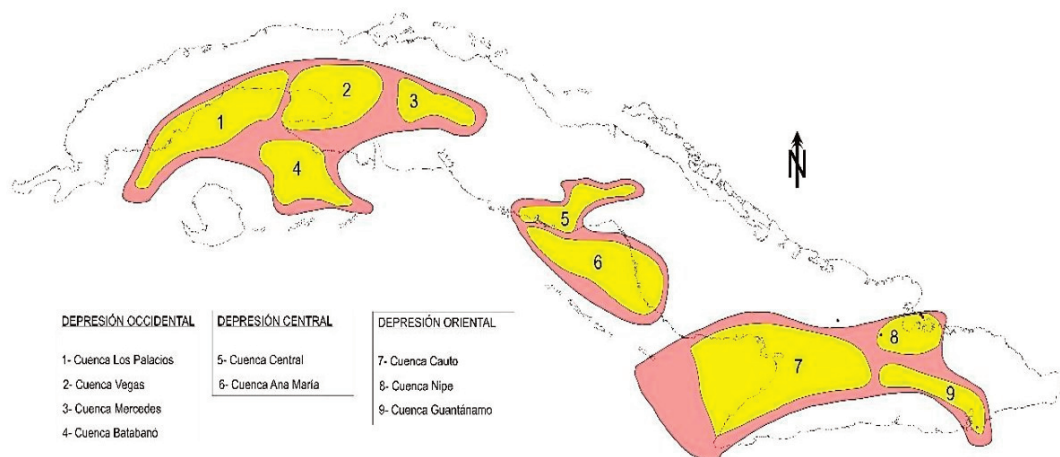 1
2
3
4
5
6
7
8
9
N
DEPRESIÓN OCCIDENTAL
1- Cuenca Los Palacios
2- Cuenca Vegas
3- Cuenca Mercedes
4- Cuenca Batabanó
DEPRESIÓN CENTRAL
5- Cuenca Central
6- Cuenca Ana María
DEPRESIÓN ORIENTAL
7- Cuenca Cauto
8- Cuenca Nipe
9- Cuenca Guantánamo